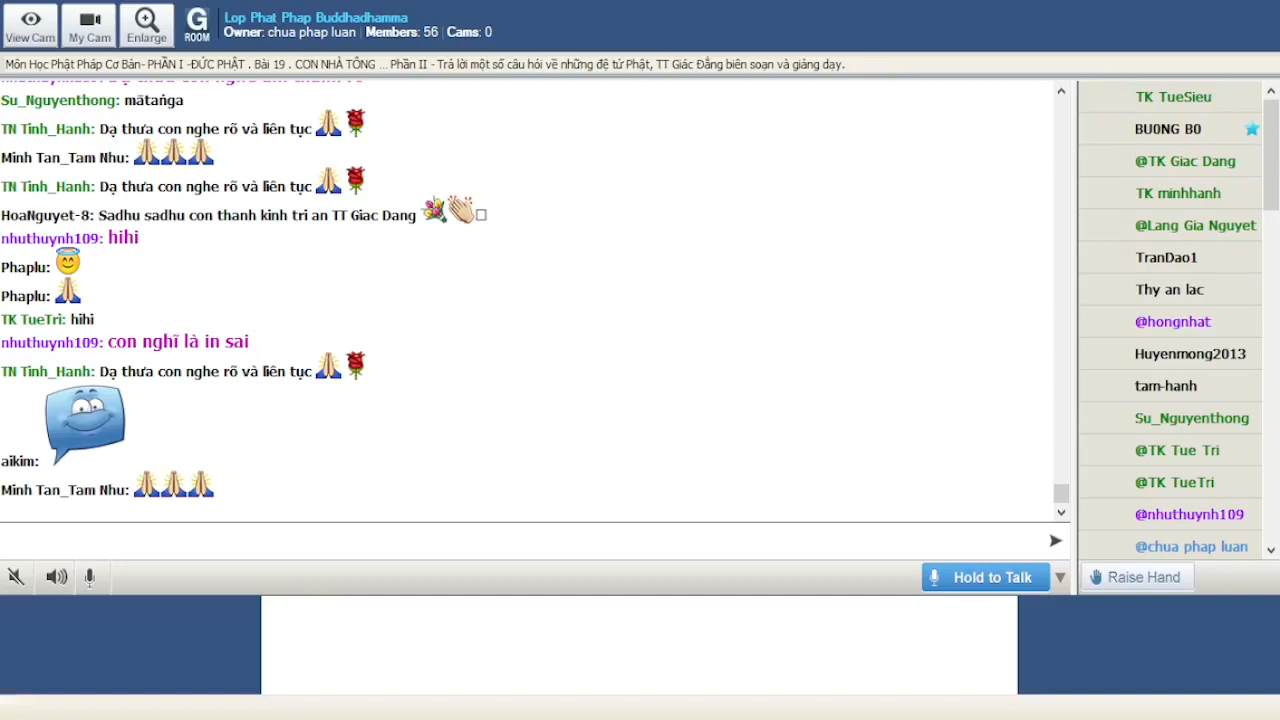 View Cam
My Cam
Enlarge
G
ROOM
Lop Phat Phap Buddhadhamma
Owner: chua phap luan Members: 56 Cams: 0
Môn Học Phật Pháp Cơ Bản- PHẦN I -ĐỨC PHẬT . Bài 19 . CON NHÀ TÔNG ... Phần II - Trả lời một số câu hỏi về những đệ tử Phật, TT Giác Đẳng biên soạn và giảng dạy.
Su_Nguyenthong: mātaṅga
TN Tinh_Hanh: Dạ thưa con nghe rõ và liên tục
Minh Tan_Tam Nhu:
TN Tinh_Hanh: Dạ thưa con nghe rõ và liên tục
HoaNguyet-8: Sadhu sadhu con thanh kinh tri an TT Giac Dang
nhuthuynh109: hihi
Phaplu:
Phaplu:
TK TueTri: hihi
nhuthuynh109: con nghĩ là in sai
TN Tinh_Hanh: Dạ thưa con nghe rõ và liên tục
aikim:
Minh Tan_Tam Nhu:
TK TueSieu
BU0NG B0
@TK Giac Dang
TK minhhanh
@Lang Gia Nguyet
TranDao1
Thy an lac
@hongnhat
Huyenmong2013
tam-hanh
Su_Nguyenthong
@TK Tue Tri
@TK TueTri
@nhuthuynh109
@chua phap luan
Hold to Talk
Raise Hand